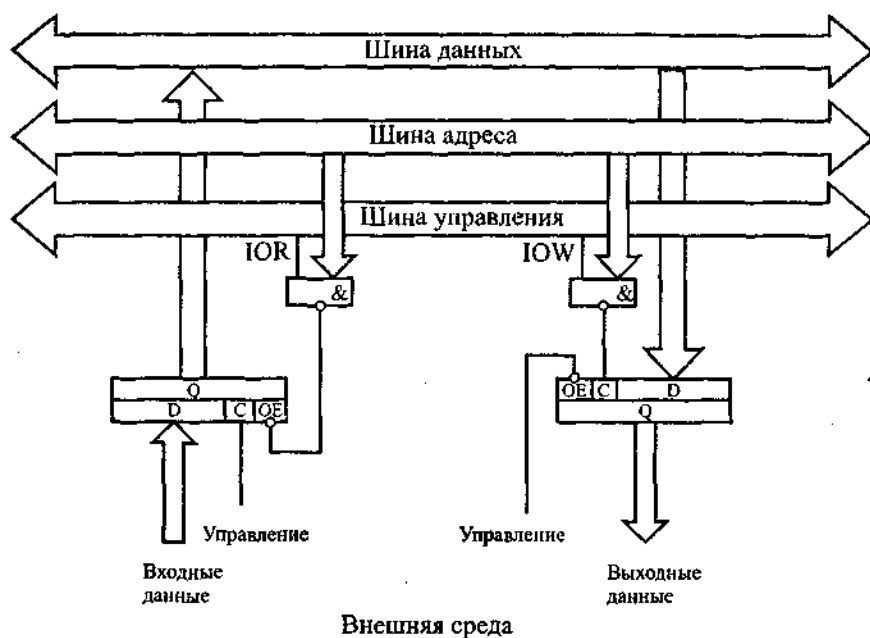 Шина данных
Шина адреса
Шина управления
IOR
IOW
&
&
Q
D C OE
OE C D
Q
Управление
Управление
Входные
данные
Выходные
данные
Внешняя среда